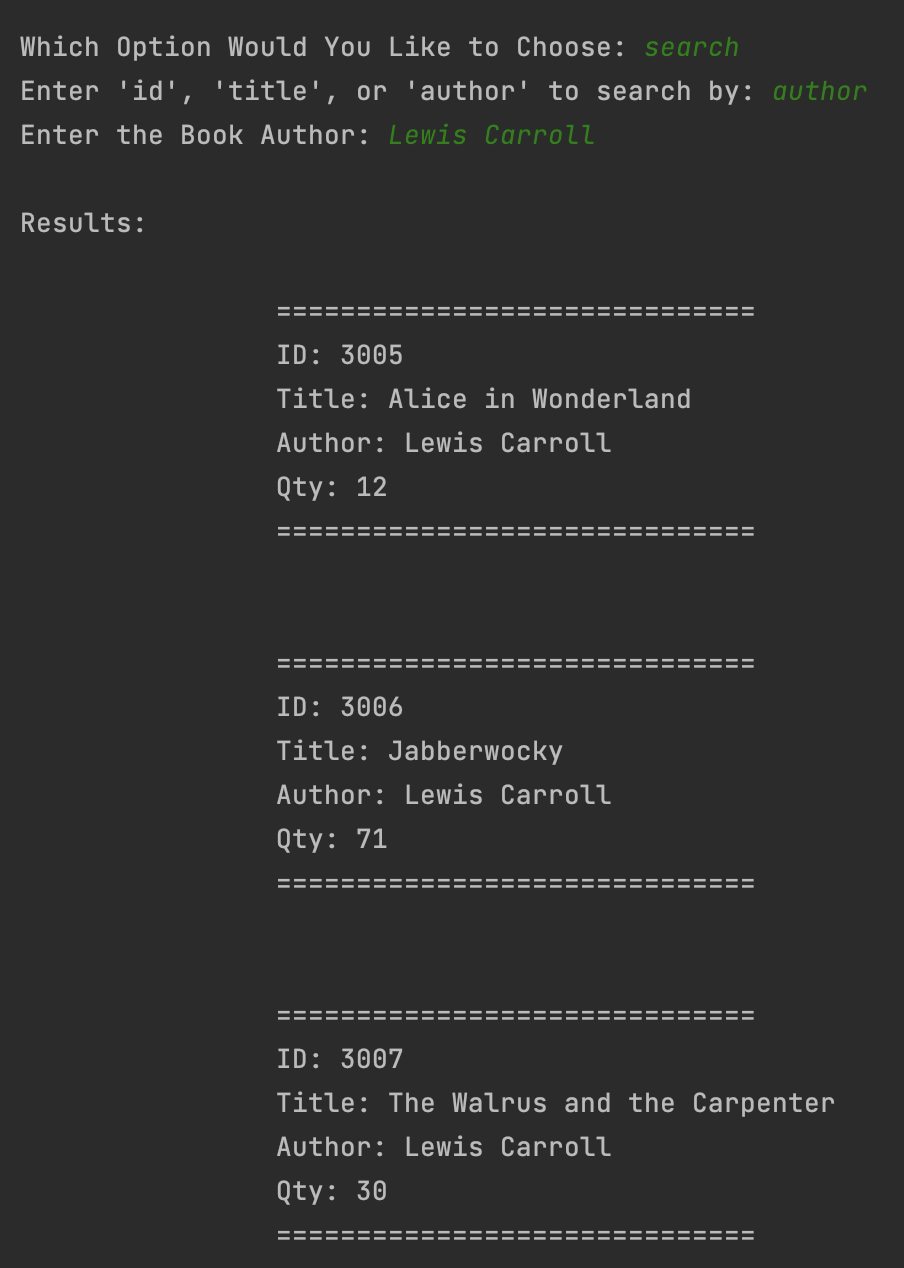 Which Option Would You Like to Choose: search
Enter 'id', 'title', or 'author' to search by: author
Enter the Book Author: Lewis Carroll
Results:
==============================
ID: 3005
Title: Alice in Wonderland
Author: Lewis Carroll
Qty: 12
==============================
==============================
ID: 3006
Title: Jabberwocky
Author: Lewis Carroll
Qty: 71
==============================
==============================
ID: 3007
Title: The Walrus and the Carpenter
Author: Lewis Carroll
Qty: 30
==============================